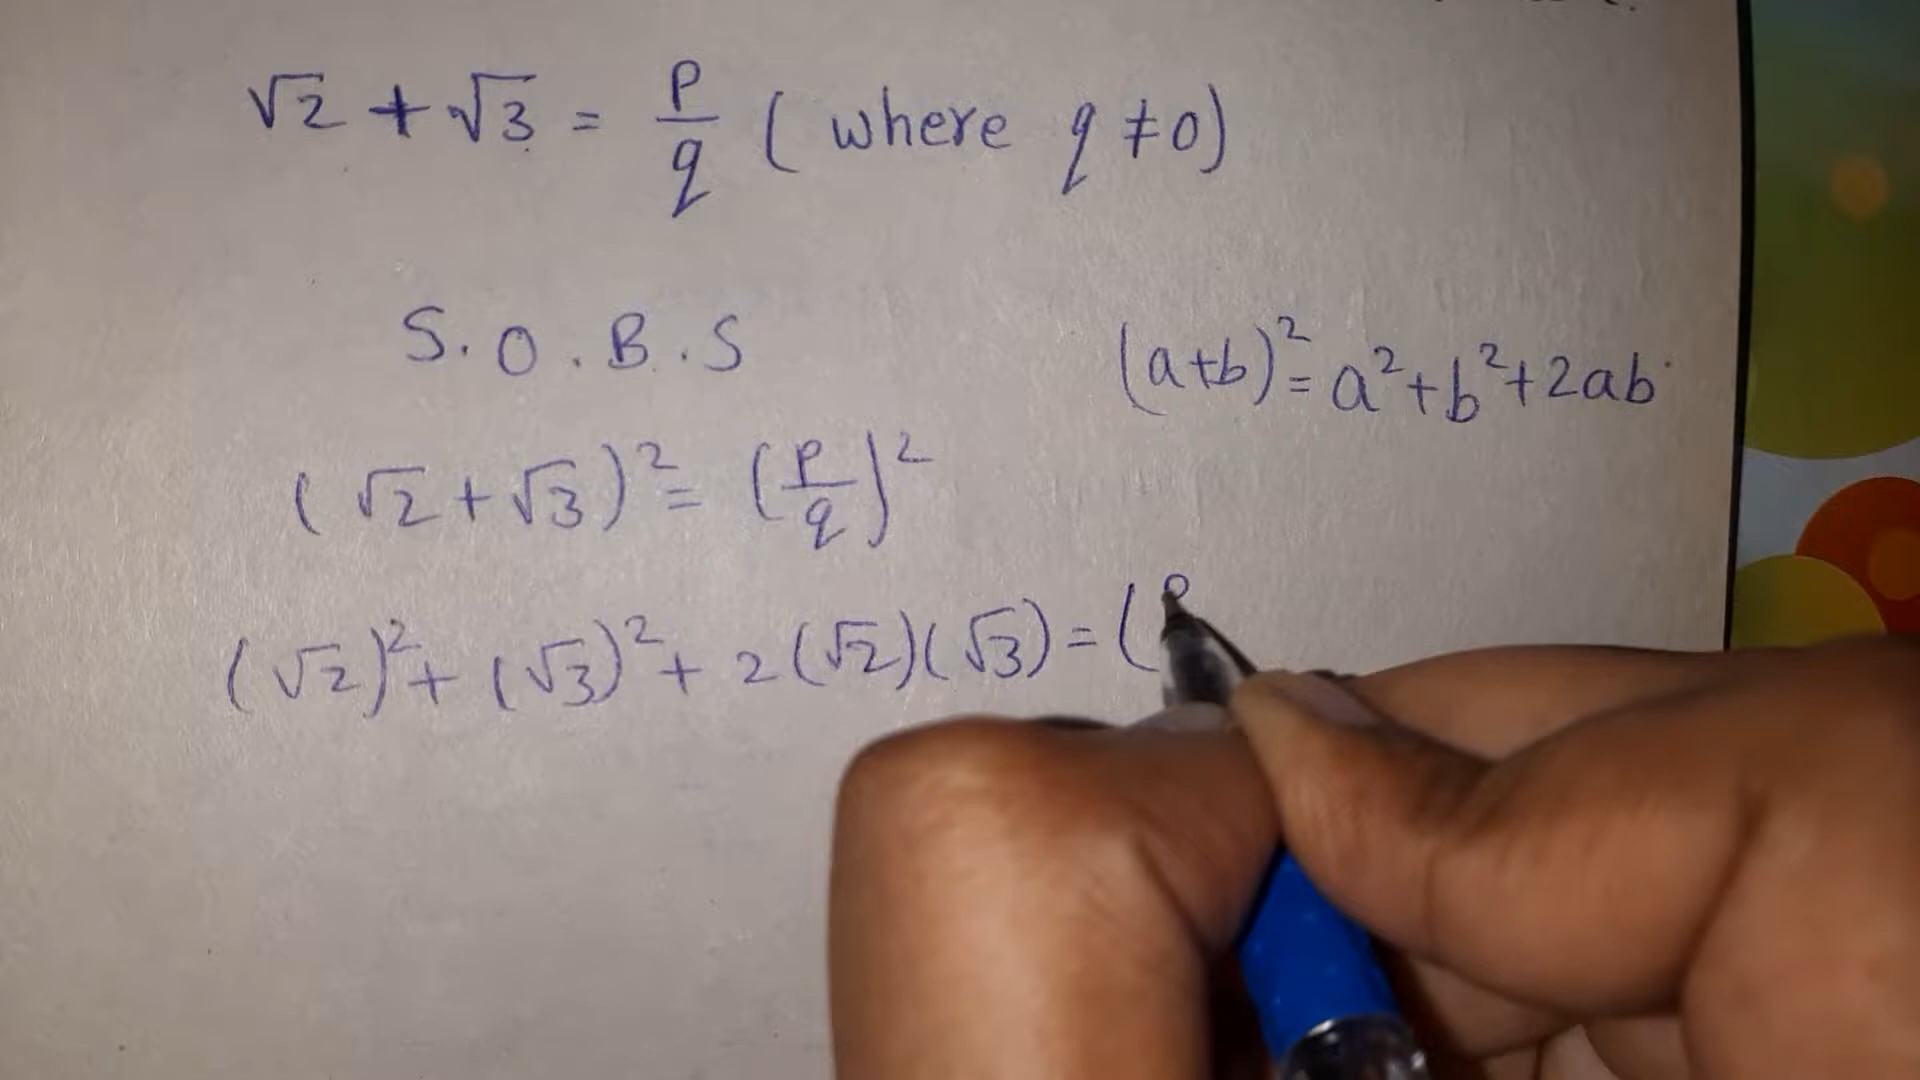 √2 + √3 = p/q (where q ≠ 0)
S.O.B.S
(a+b)² = a²+b²+2ab
(√2+√3)² = (p/q)²
(√2)² + (√3)² + 2(√2)(√3) = (p